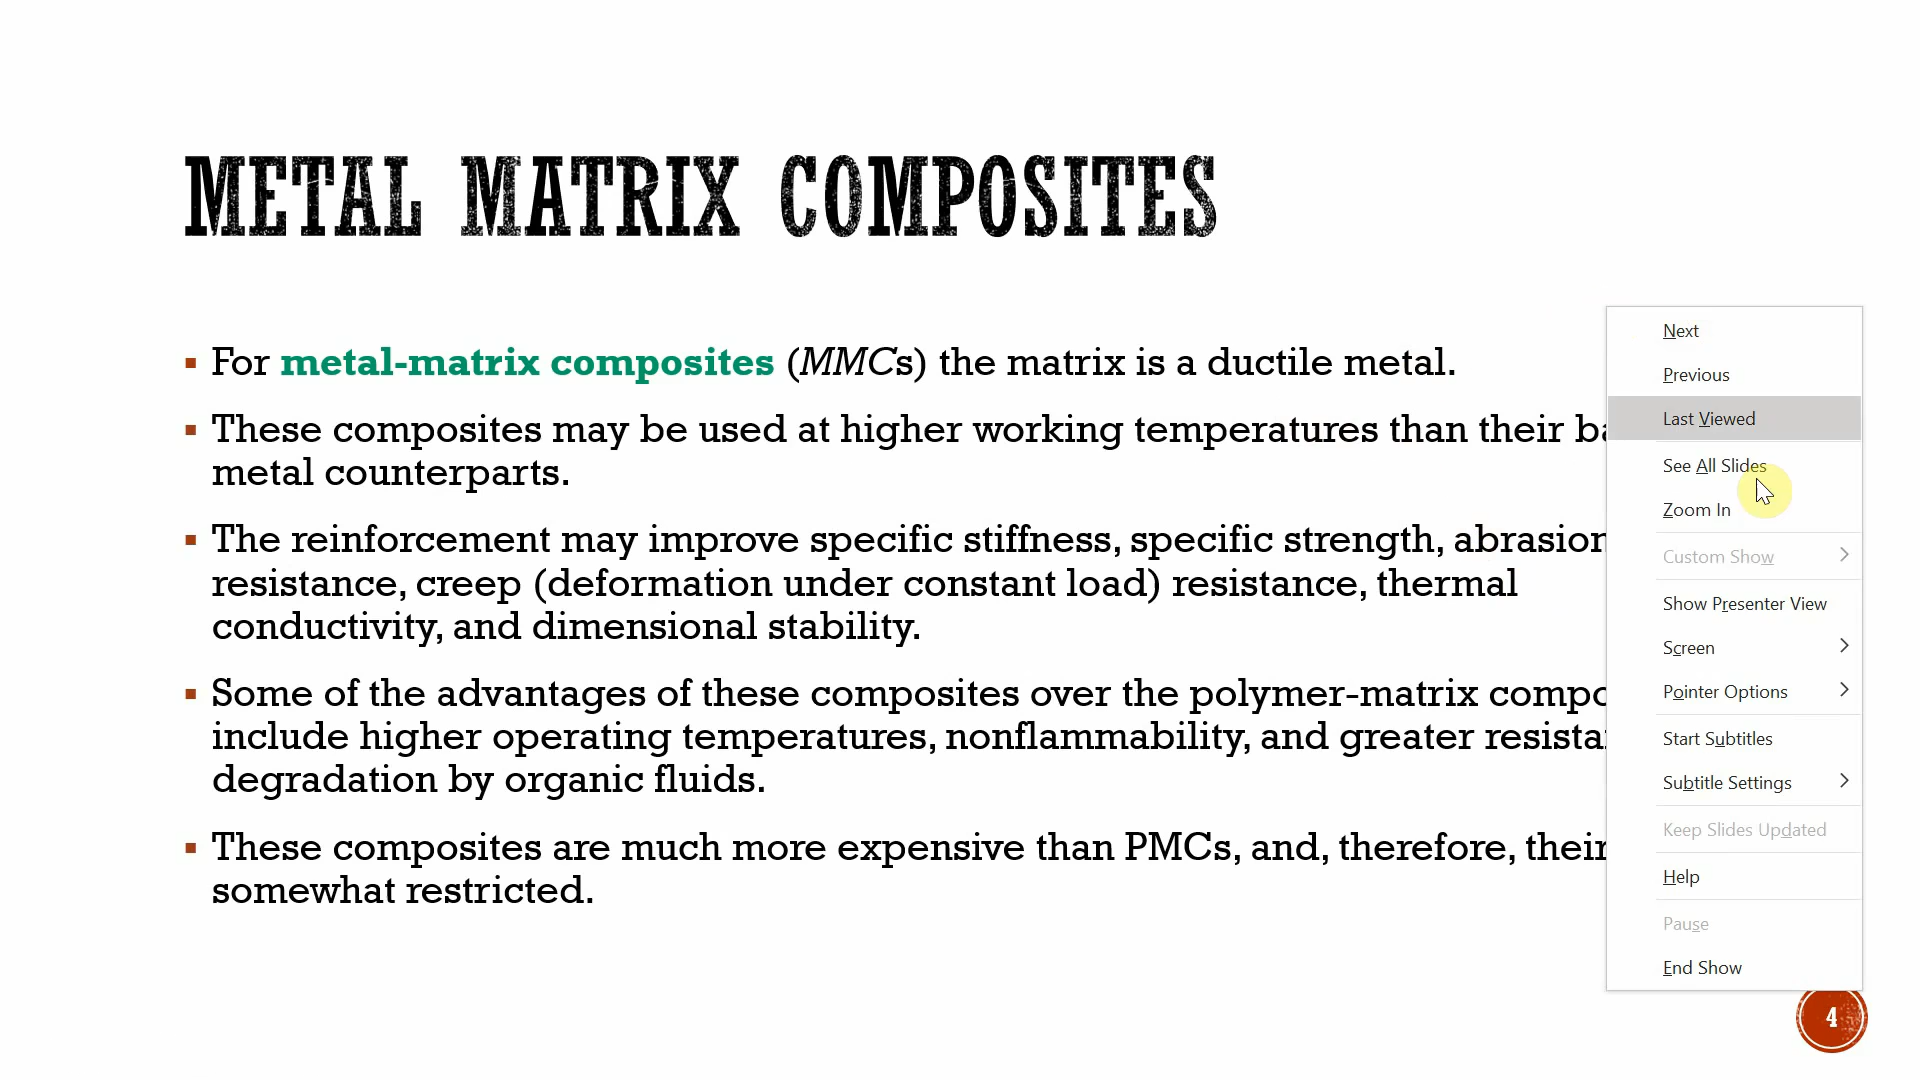 METAL MATRIX COMPOSITES
For metal-matrix composites (MMCs) the matrix is a ductile metal.
These composites may be used at higher working temperatures than their
metal counterparts.
The reinforcement may improve specific stiffness, specific strength, abrasion
resistance, creep (deformation under constant load) resistance, thermal
conductivity, and dimensional stability.
Some of the advantages of these composites over the polymer-matrix
include higher operating temperatures, nonflammability, and greater
degradation by organic fluids.
These composites are much more expensive than PMCs, and, therefore, their
somewhat restricted.
Next
Previous
Last Viewed
See All Slides
Zoom In
Custom Show
Show Presenter View
Screen
Pointer Options
Start Subtitles
Subtitle Settings
Keep Slides Updated
Help
Pause
End Show
4